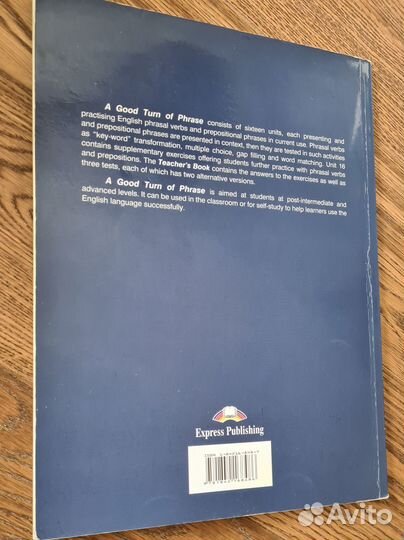 A Good Turn of Phrase consists of sixteen units, each presenting and
practising English phrasal verbs and prepositional phrases in current use. Phrasal verbs
and prepositional phrases are presented in context, then they are tested in such activities
as "key-word" transformation, multiple choice, gap filling and word matching. Unit 16
contains supplementary exercises offering students further practice with phrasal verbs
and prepositions. The Teacher's Book contains the answers to the exercises as well as
three tests, each of which has two alternative versions.
A Good Turn of Phrase is aimed at students at post-intermediate and
advanced levels. It can be used in the classroom or for self-study to help learners use the
English language successfully.
Express Publishing
ISBN
Avito